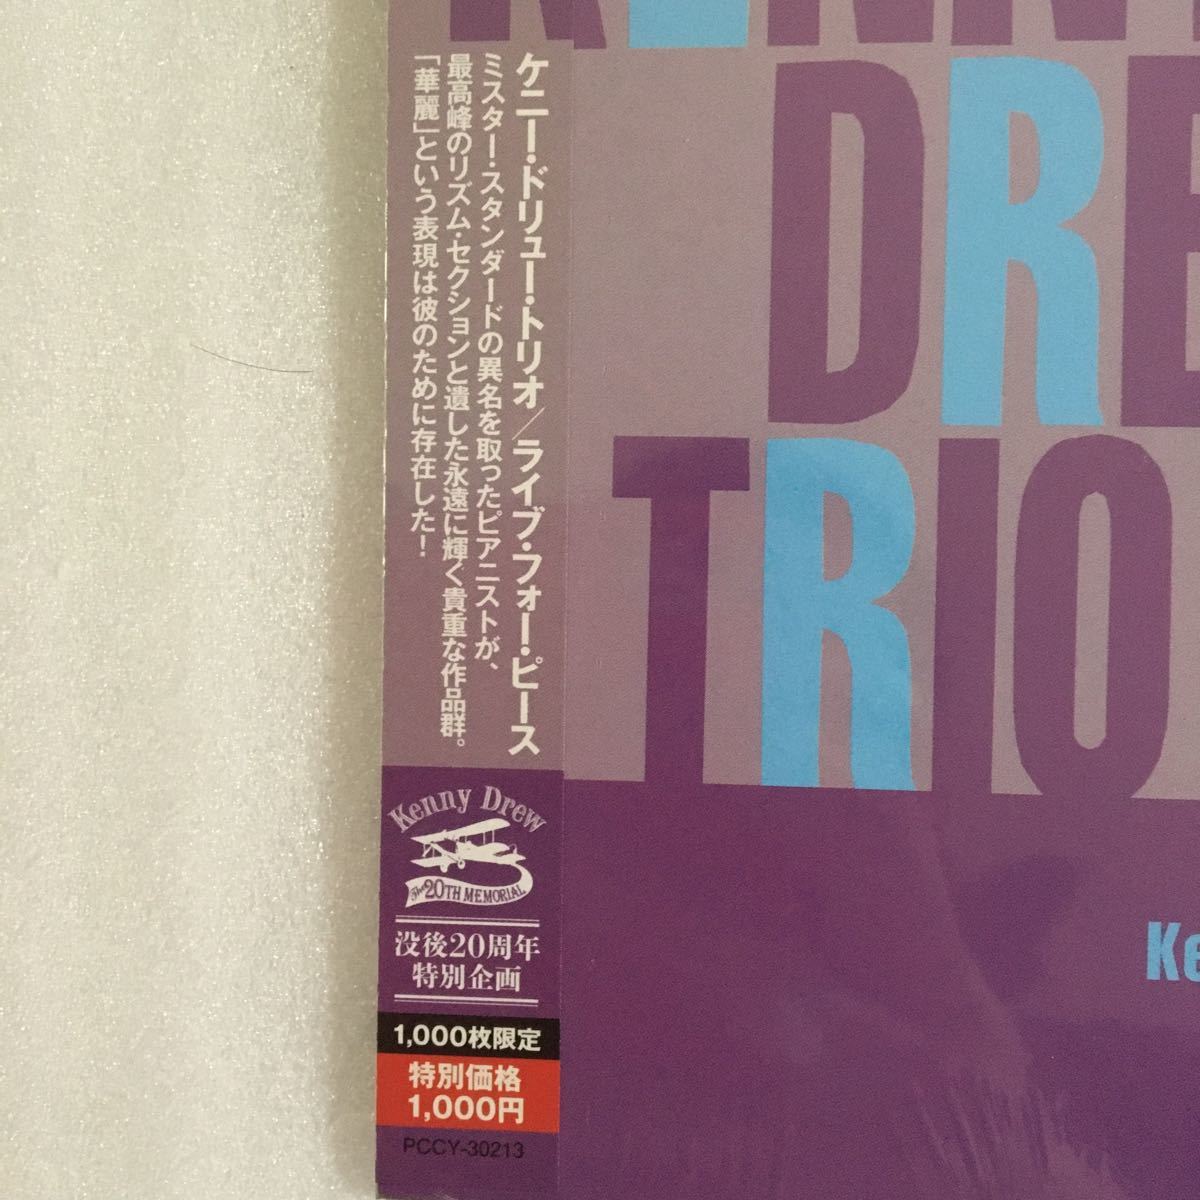 ケニー・ドリュー・トリオ／ライブ・フォー・ピース
ミスター・スタンダードの異名を取ったピアニストが、
最高峰のリズム・セクションと遺した永遠に輝く貴重な作品群。
「華麗」という表現は彼のために存在した！
Kenny Drew
The 20TH MEMORIAL
没後20周年
特別企画
1,000枚限定
特別価格
1,000円
PCCY-30213
KENNY
DRE
TRIO
Ke